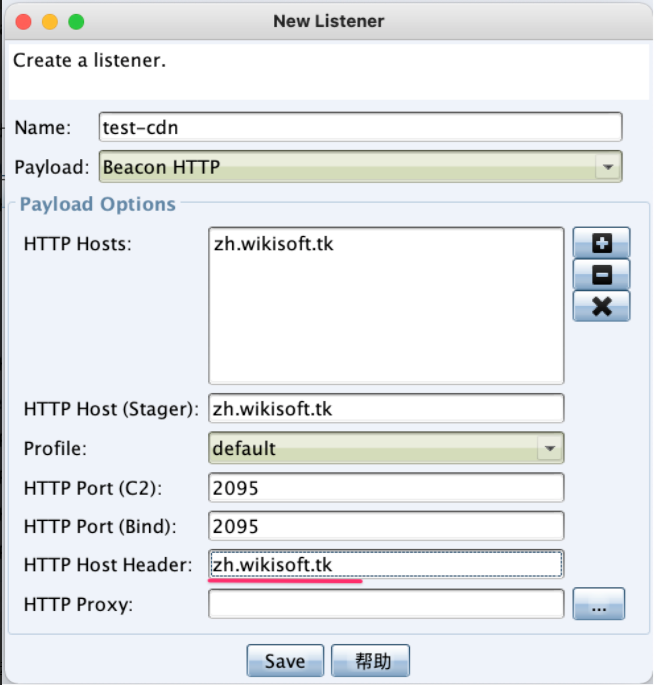 New Listener
Create a listener.
Name: test-cdn
Payload: Beacon HTTP
Payload Options
HTTP Hosts: zh.wikisoft.tk
HTTP Host (Stager): zh.wikisoft.tk
Profile: default
HTTP Port (C2): 2095
HTTP Port (Bind): 2095
HTTP Host Header: zh.wikisoft.tk
HTTP Proxy: ...
Save 帮助